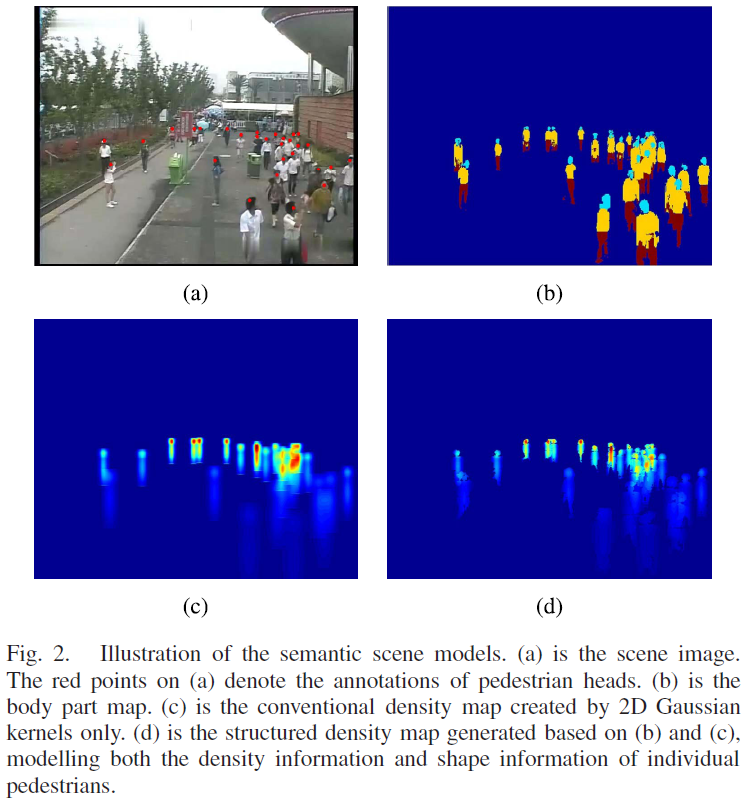 (a)
(b)
(c)
(d)
Fig. 2. Illustration of the semantic scene models. (a) is the scene image.
The red points on (a) denote the annotations of pedestrian heads. (b) is the
body part map. (c) is the conventional density map created by 2D Gaussian
kernels only. (d) is the structured density map generated based on (b) and (c),
modelling both the density information and shape information of individual
pedestrians.